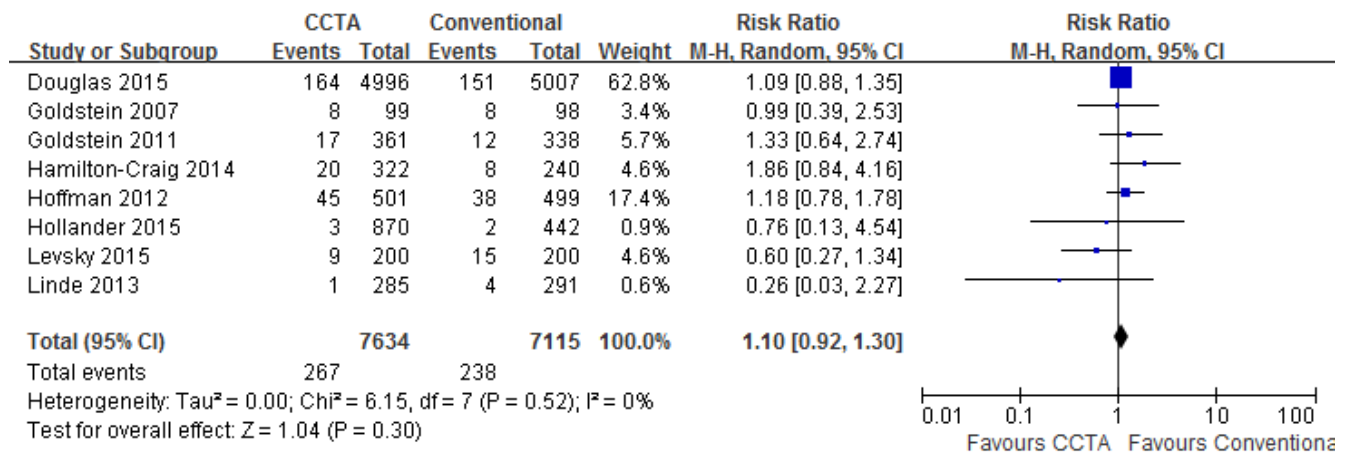 CCTA Conventional Risk Ratio Risk Ratio
Study or Subgroup Events Total Events Total Weight M-H, Random, 95% CI M-H, Random, 95% CI
Douglas 2015 164 4996 151 5007 62.8% 1.09 [0.88, 1.35]
Goldstein 2007 8 99 8 98 3.4% 0.99 [0.39, 2.53]
Goldstein 2011 17 361 12 338 5.7% 1.33 [0.64, 2.74]
Hamilton-Craig 2014 20 322 8 240 4.6% 1.86 [0.84, 4.16]
Hoffman 2012 45 501 38 499 17.4% 1.18 [0.78, 1.78]
Hollander 2015 3 870 2 442 0.9% 0.76 [0.13, 4.54]
Levsky 2015 9 200 15 200 4.6% 0.60 [0.27, 1.34]
Linde 2013 1 285 4 291 0.6% 0.26 [0.03, 2.27]
Total (95% CI) 7634 7115 100.0% 1.10 [0.92, 1.30]
Total events 267 238
Heterogeneity: Tau² = 0.00; Chi² = 6.15, df = 7 (P = 0.52); I² = 0%
Test for overall effect: Z = 1.04 (P = 0.30)
0.01 0.1 1 10 100
Favours CCTA Favours Conventiona